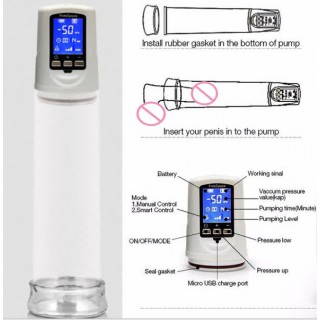 -50
Install rubber gasket in the bottom of pump
Insert your penis in to the pump
Battery
Working sinal
Vaccum pressure
value(kap)
Mode
1.Manual Control
2.Smart Control
-50
Pumping time(Minute)
Pumping Level
ON/OFF/MODE
Pressure low
Seal gasket
Pressure up
Micro USB charge port